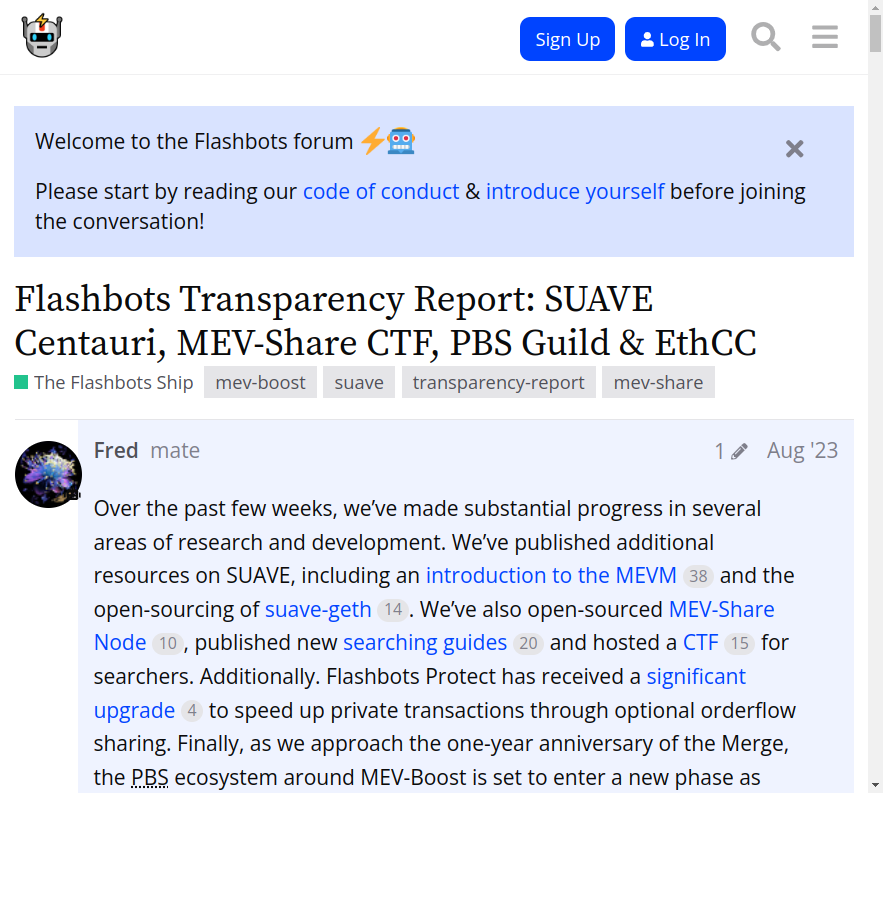 Sign Up
Log In
Welcome to the Flashbots forum
Please start by reading our code of conduct & introduce yourself before joining
the conversation!
Flashbots Transparency Report: SUAVE
Centauri, MEV-Share CTF, PBS Guild & EthCC
The Flashbots Ship mev-boost suave transparency-report mev-share
Fred mate 1 Aug '23
Over the past few weeks, we’ve made substantial progress in several
areas of research and development. We’ve published additional
resources on SUAVE, including an introduction to the MEVM 38 and the
open-sourcing of suave-geth 14. We’ve also open-sourced MEV-Share
Node 10, published new searching guides 20 and hosted a CTF 15 for
searchers. Additionally. Flashbots Protect has received a significant
upgrade 4 to speed up private transactions through optional orderflow
sharing. Finally, as we approach the one-year anniversary of the Merge,
the PBS ecosystem around MEV-Boost is set to enter a new phase as